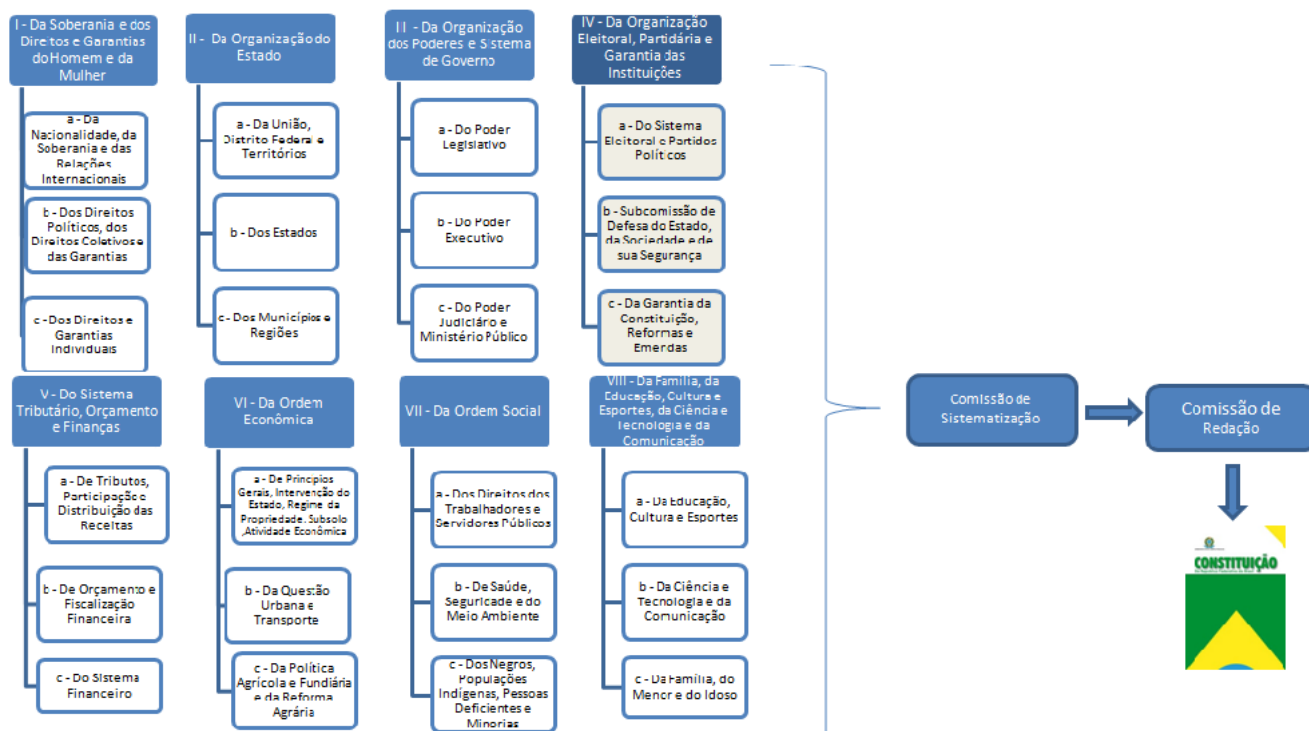 I - Da Soberania e dos
Direitos e Garantias
do Homem e da
Mulher
a - Da
Nacionalidade, da
Soberania e das
Relações
Internacionais
b - Dos Direitos
Políticos, dos
Direitos Coletivos e
das Garantias
c - Dos Direitos e
Garantias
Individuais
II - Da Organização do
Estado
a - Da União,
Distrito Federal e
Territórios
b - Dos Estados
c - Dos Municípios e
Regiões
III - Da Organização
dos Poderes e Sistema
de Governo
a - Do Poder
Legislativo
b - Do Poder
Executivo
c - Do Poder
Judiciário e
Ministério Público
IV - Da Organização
Eleitoral, Partidária e
Garantia das
Instituições
a - Do Sistema
Eleitoral e Partidos
Políticos
b - Subcomissão de
Defesa do Estado,
da Sociedade e de
sua Segurança
c - Da Garantia da
Constituição,
Reformas e
Emendas
V - Do Sistema
Tributário, Orçamento
e Finanças
a - De Tributos,
Participação e
Distribuição das
Receitas
b - De Orçamento e
Fiscalização
Financeira
c - Do Sistema
Financeiro
VI - Da Ordem
Econômica
a - De Princípios
Gerais, Intervenção do
Estado, Regime da
Propriedade. Subsolo
,Atividade Econômica
b - Da Questão
Urbana e
Transporte
c - Da Política
Agrícola e Fundiária
e da Reforma
Agrária
VII - Da Ordem Social
a - Dos Direitos dos
Trabalhadores e
Servidores Públicos
b - De Saúde,
Seguridade e do
Meio Ambiente
c - Dos Negros,
Populações
Indígenas, Pessoas
Deficientes e
Minorias
VIII - Da Família, da
Educação, Cultura e
Esportes, da Ciência e
Tecnologia e da
Comunicação
a - Da Educação,
Cultura e Esportes
b - Da Ciência e
Tecnologia e da
Comunicação
c - Da Família, do
Menor e do Idoso
Comissão de
Sistematização
Comissão de
Redação
CONSTITUIÇÃO